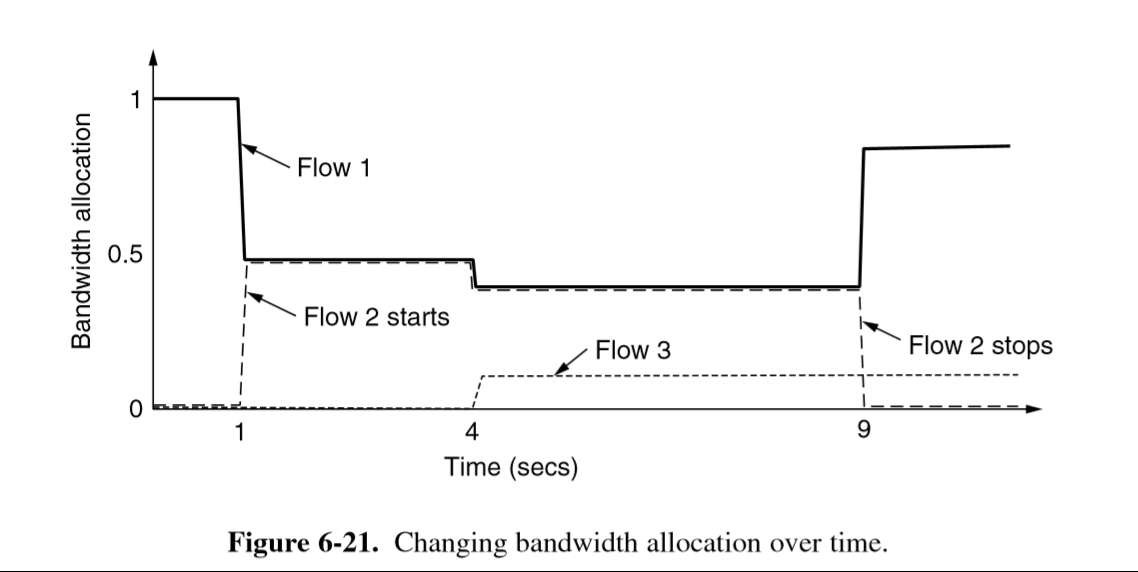 1
Flow 1
Bandwidth allocation
0.5
Flow 2 starts
Flow 3
Flow 2 stops
0
1 4 9
Time (secs)
Figure 6-21. Changing bandwidth allocation over time.